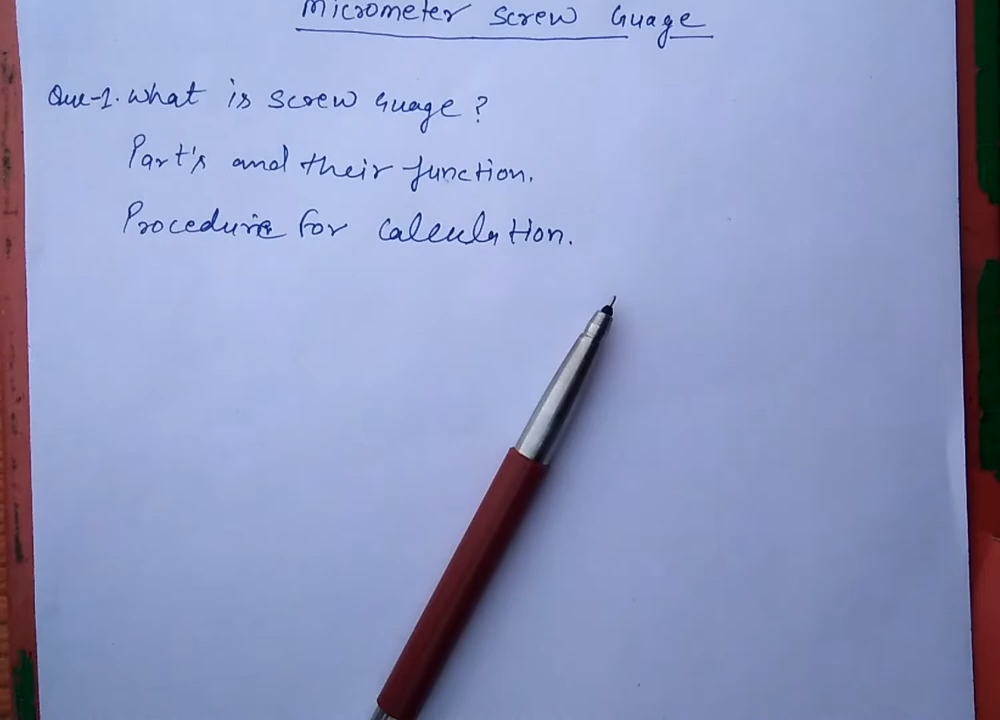 Micrometer screw Guage
Que-1. What is screw Guage ?
Part's and their function.
Procedure for calculation.